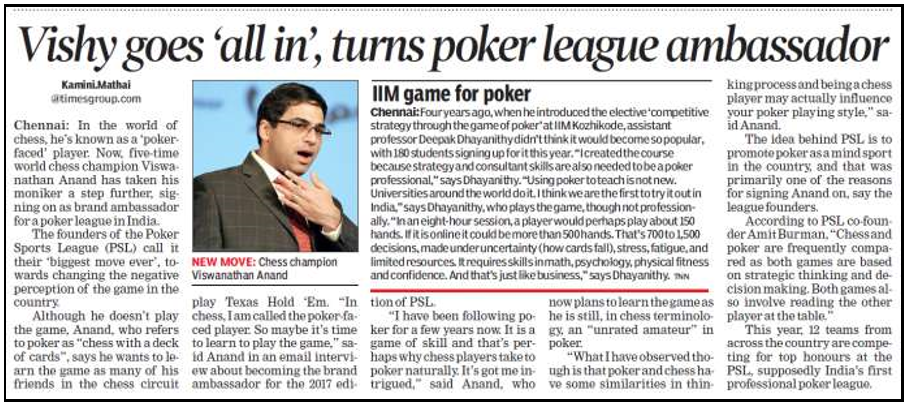 Vishy goes ‘all in’, turns poker league ambassador
Kamini.Mathai
@timesgroup.com
Chennai: In the world of
chess, he's known as a ‘poker-
faced’ player. Now, five-time
world chess champion Viswa-
nathan Anand has taken his
moniker a step further, sig-
ning on as brand ambassador
for a poker league in India.
The founders of the Poker
Sports League (PSL) call it
their ‘biggest move ever’, to-
wards changing the negative
perception of the game in the
country.
Although he doesn't play
the game, Anand, who refers
to poker as “chess with a deck
of cards”, says he wants to le-
arn the game as many of his
friends in the chess circuit
NEW MOVE: Chess champion
Viswanathan Anand
play Texas Hold ‘Em. “In
chess, I am called the poker-fa-
ced player. So maybe it's time
to learn to play the game,” sa-
id Anand in an email intervi-
ew about becoming the brand
ambassador for the 2017 edi-
IIM game for poker
Chennai: Four years ago, when he introduced the elective ‘competitive
strategy through the game of poker’ at IIM Kozhikode, assistant
professor Deepak Dhayanithy didn't think it would become so popular,
with 180 students signing up for it this year. “I created the course
because strategy and consultant skills are also needed to be a poker
professional,” says Dhayanithy. “Using poker to teach is not new.
Universities around the world do it. I think we are the first to try it out in
India,” says Dhayanithy, who plays the game, though not profession-
ally. “In an eight-hour session, a player would perhaps play about 150
hands. If it is online it could be more than 500 hands. That's 700 to 1,500
decisions, made under uncertainty (how cards fall), stress, fatigue, and
limited resources. It requires skills in math, psychology, physical fitness
and confidence. And that's just like business,” says Dhayanithy. TNN
tion of PSL.
“I have been following po-
ker for a few years now. It is a
game of skill and that's per-
haps why chess players take to
poker naturally. It's got me in-
trigued,” said Anand, who
now plans to learn the game as
he is still, in chess terminolo-
gy, an “unrated amateur” in
poker.
“What I have observed tho-
ugh is that poker and chess ha-
ve some similarities in thin-
king process and being a chess
player may actually influence
your poker playing style,” sa-
id Anand.
The idea behind PSL is to
promote poker as a mind sport
in the country, and that was
primarily one of the reasons
for signing Anand on, say the
league founders.
According to PSL co-foun-
der Amit Burman, “Chess and
poker are frequently compa-
red as both games are based
on strategic thinking and de-
cision making. Both games al-
so involve reading the other
player at the table.”
This year, 12 teams from
across the country are compe-
ting for top honours at the
PSL, supposedly India's first
professional poker league.